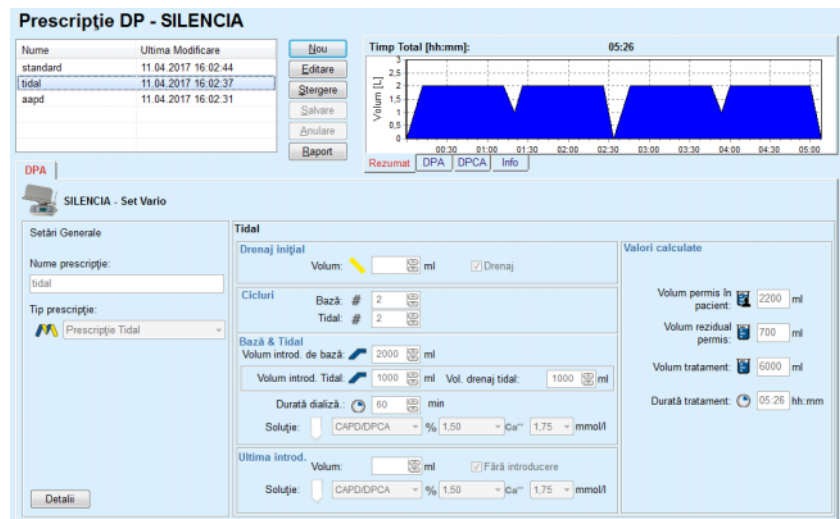 Prescripţie DP - SILENCIA
Nume Ultima Modificare
standard 11.04.2017 16:02:44
tidal 11.04.2017 16:02:37
aapd 11.04.2017 16:02:31
Nou
Editare
Ştergere
Salvare
Anulare
Raport
Timp Total [hh:mm]: 05:26
Volum [L]
3
2,5
2
1,5
1
0,5
0
00:30 01:00 01:30 02:00 02:30 03:00 03:30 04:00 04:30 05:00
Rezumat DPA DPCA Info
DPA
SILENCIA - Set Vario
Setări Generale
Nume prescripţie:
tidal
Tip prescripţie:
Prescripţie Tidal
Detalii
Tidal
Drenaj iniţial
Volum: ml Drenaj
Cicluri
Bază: # 2
Tidal: # 2
Bază & Tidal
Volum introd. de bază: 2000 ml
Volum introd. Tidal: 1000 ml Vol. drenaj tidal: 1000 ml
Durată dializă.: 60 min
Soluţie: CAPD/DPCA % 1,50 Ca⁺⁺ 1,75 mmol/l
Ultima introd.
Volum: ml Fără introducere
Soluţie: CAPD/DPCA % 1,50 Ca⁺⁺ 1,75 mmol/l
Valori calculate
Volum permis în
pacient: 2200 ml
Volum rezidual
permis: 700 ml
Volum tratament: 6000 ml
Durată tratament: 05:26 hh:mm